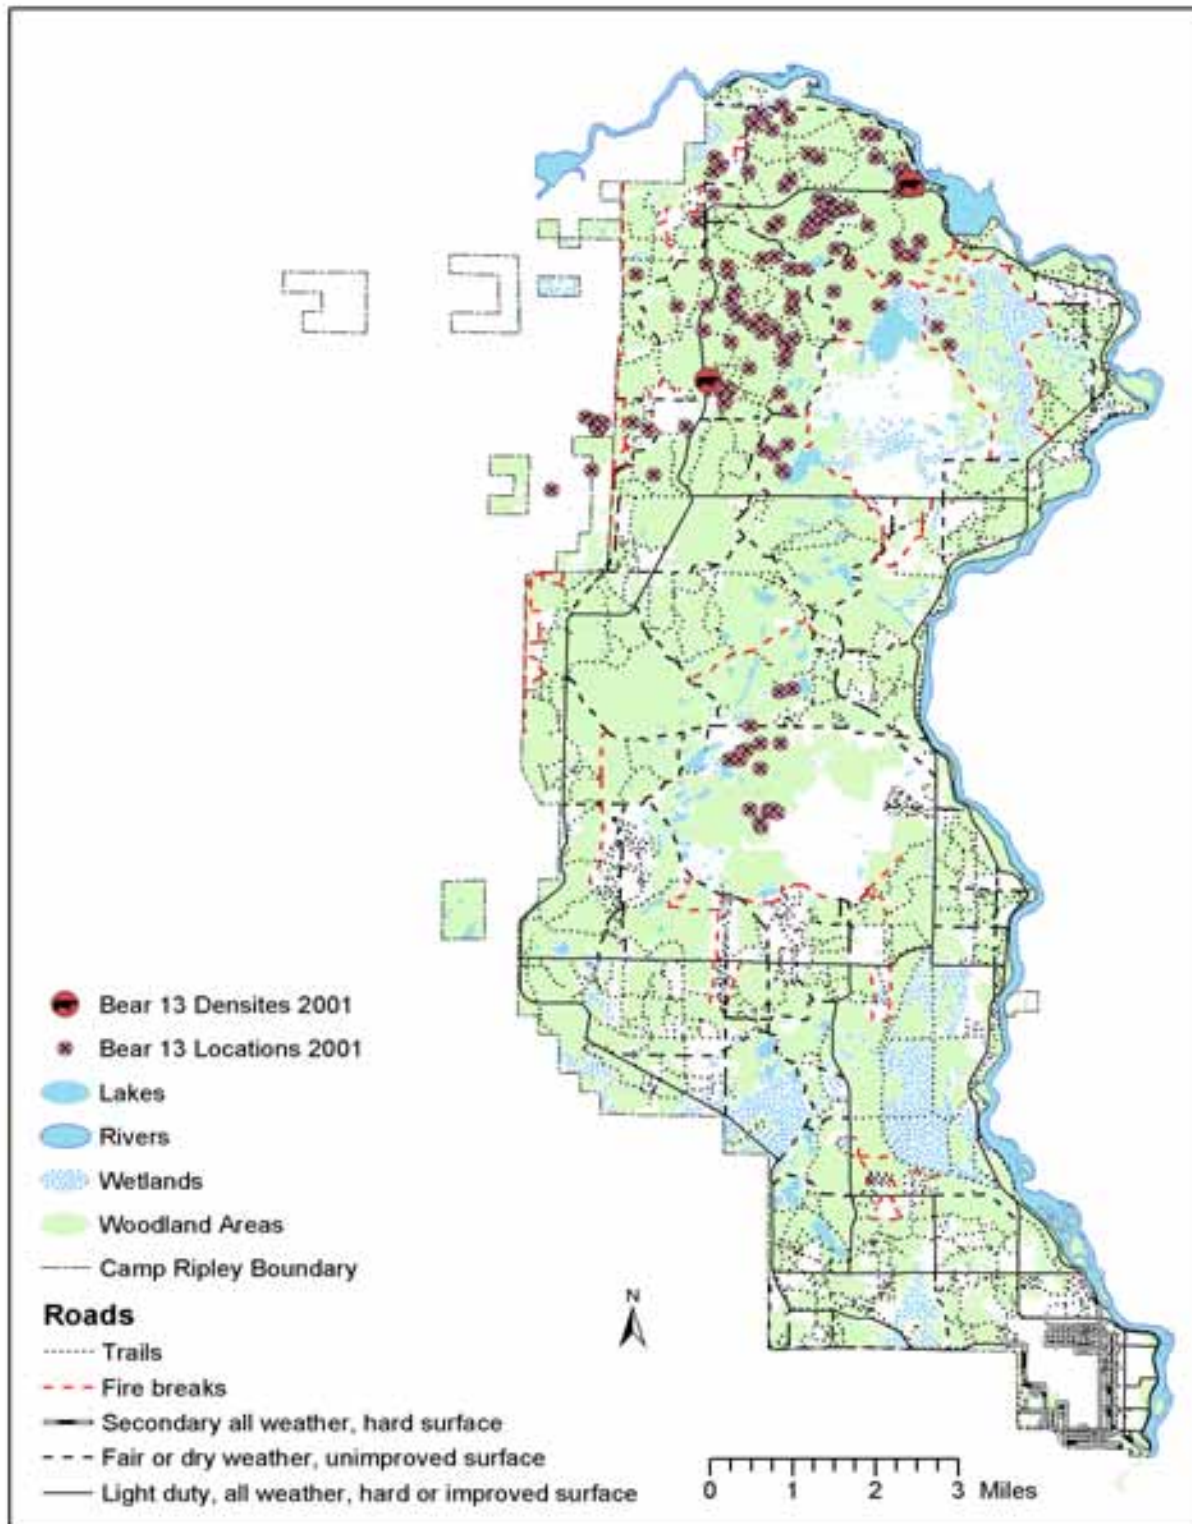 Bear 13 Densites 2001
Bear 13 Locations 2001
Lakes
Rivers
Wetlands
Woodland Areas
Camp Ripley Boundary
Roads
Trails
Fire breaks
Secondary all weather, hard surface
Fair or dry weather, unimproved surface
Light duty, all weather, hard or improved surface
N
0 1 2 3 Miles